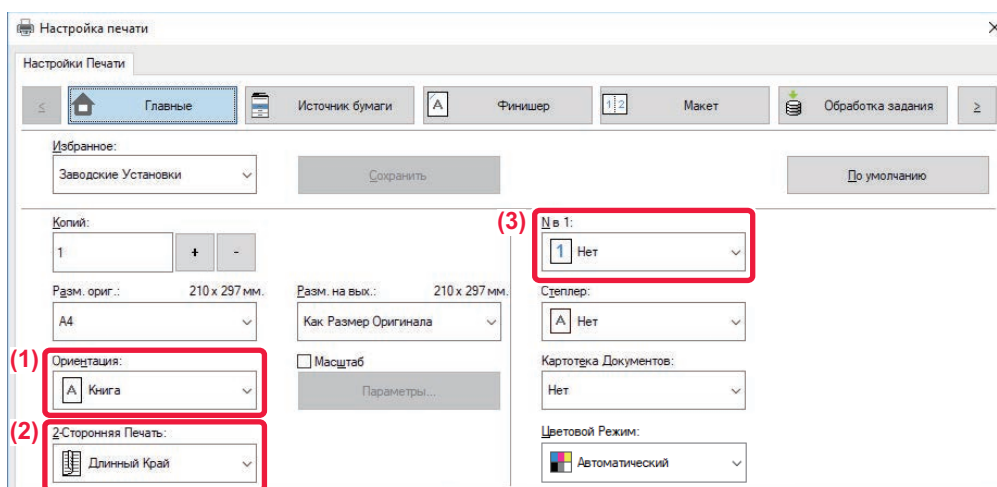 Настройка печати
Настройки Печати
≤ Главные Источник бумаги A Финишер 1 2 Макет Обработка задания ≥
Избранное:
Заводские Установки Сохранить По умолчанию
Копий: (3) N в 1:
1 + - 1 Нет
Разм. ориг.: 210 x 297 мм. Разм. на вых.: 210 x 297 мм. Степлер:
A4 Как Размер Оригинала A Нет
(1) Ориентация: Масштаб Картотека Документов:
A Книга Параметры... Нет
(2) 2-Сторонняя Печать: Цветовой Режим:
Длинный Край Автоматический